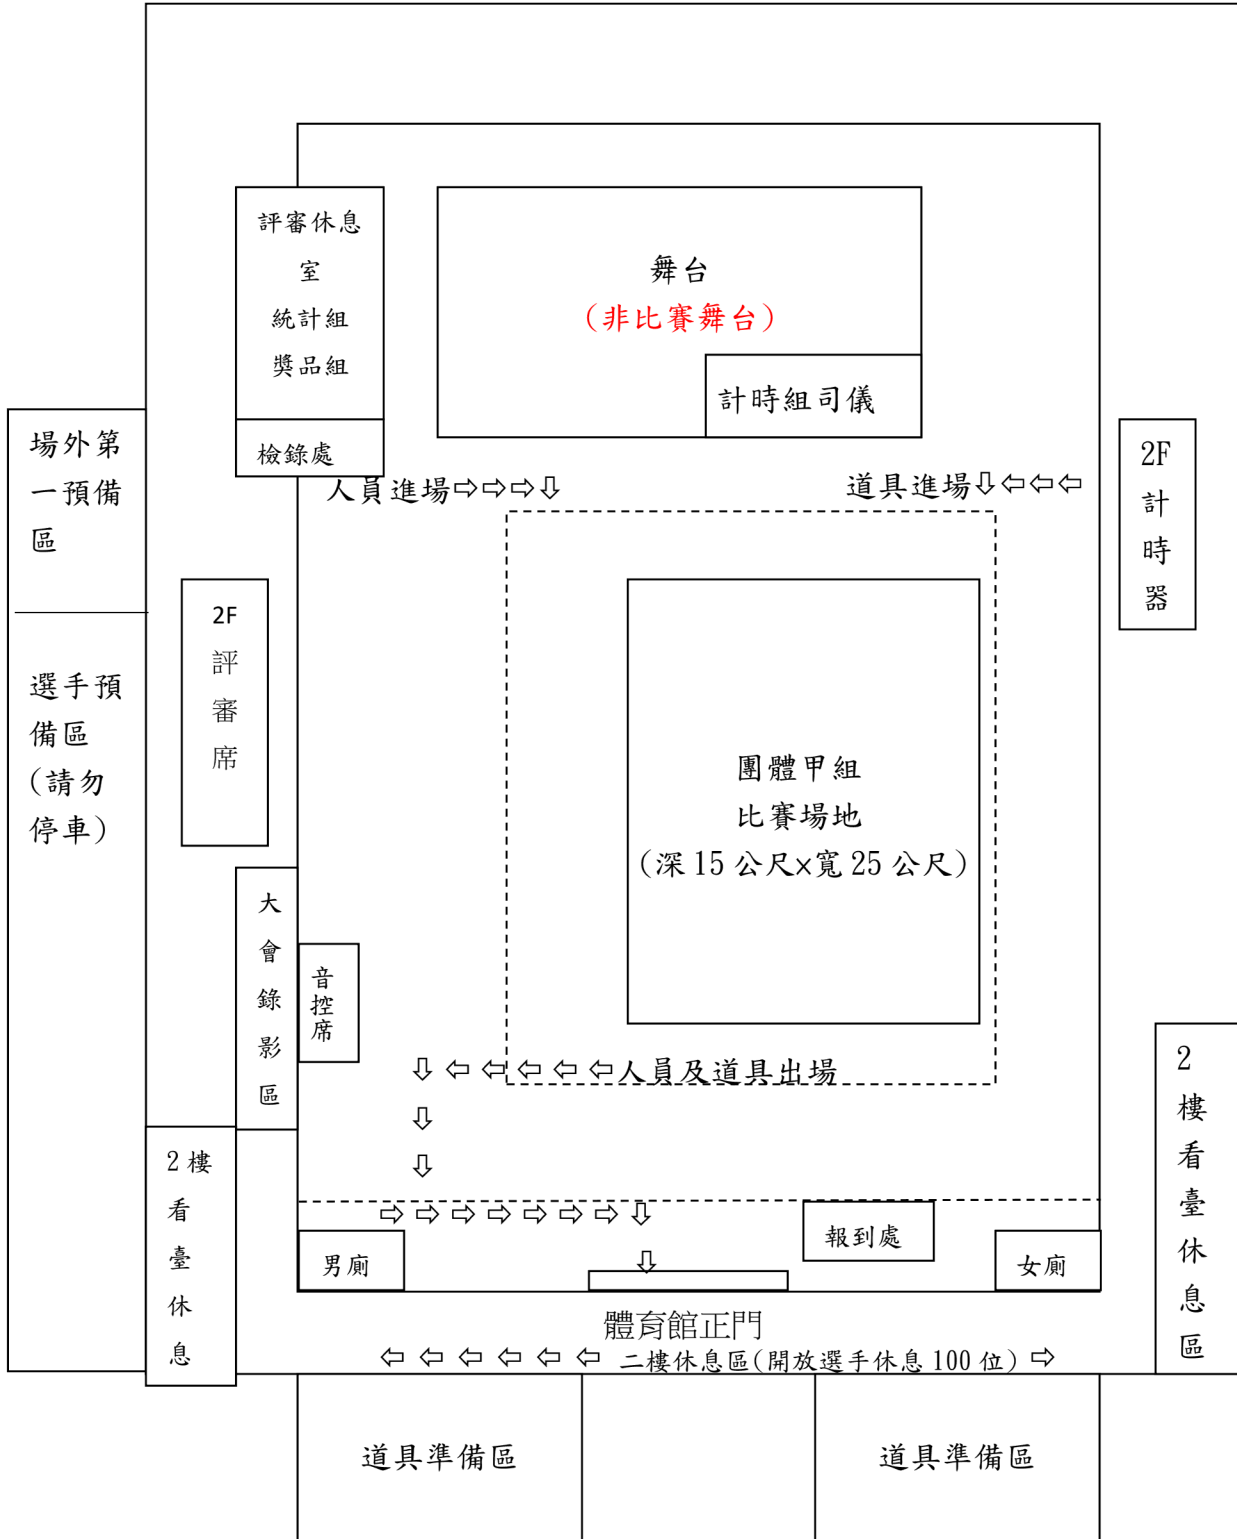 評審休息
室
統計組
獎品組
舞台
(非比賽舞台)
計時組司儀
檢錄處
場外第
一預備
區
2F
計
時
器
人員進場⇨⇨⇨⇩
道具進場⇩⇦⇦⇦
2F
評
審
席
選手預
備區
(請勿
停車)
團體甲組
比賽場地
(深 15 公尺×寬 25 公尺)
大
會
錄
影
區
音
控
席
⇩ ⇦ ⇦ ⇦ ⇦ ⇦人員及道具出場
⇩
⇩
2
樓
看
臺
休
息
區
2 樓
看
臺
休
息
⇨ ⇨ ⇨ ⇨ ⇨ ⇨ ⇨ ⇩
報到處
男廁
⇩
女廁
體育館正門
⇦ ⇦ ⇦ ⇦ ⇦ ⇦ 二樓休息區(開放選手休息 100 位) ⇨
道具準備區
道具準備區